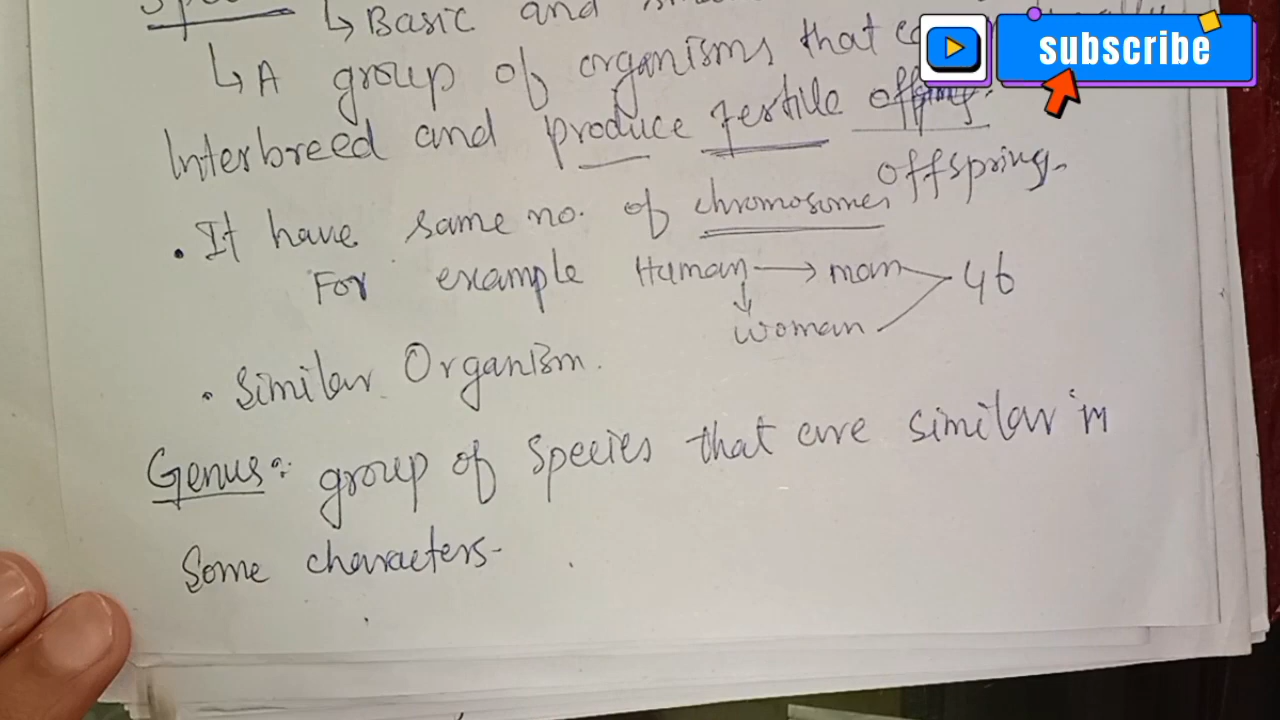 ↳ Basic and
subscribe
↳ A group of organisms that
Interbreed and produce fertile
offspring.
• It have same no. of chromosomes
For example Human → man 46
↓
woman
• Similar Organism.
Genus: group of Species that are similar in
Some characters.